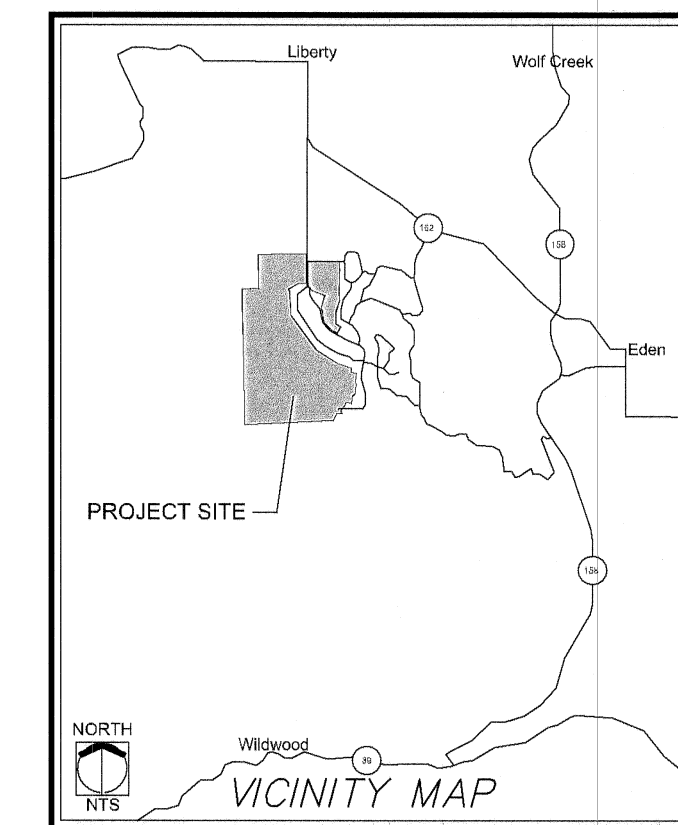 Liberty
Wolf Creek
162
158
Eden
PROJECT SITE
158
NORTH
NTS
Wildwood
39
VICINITY MAP